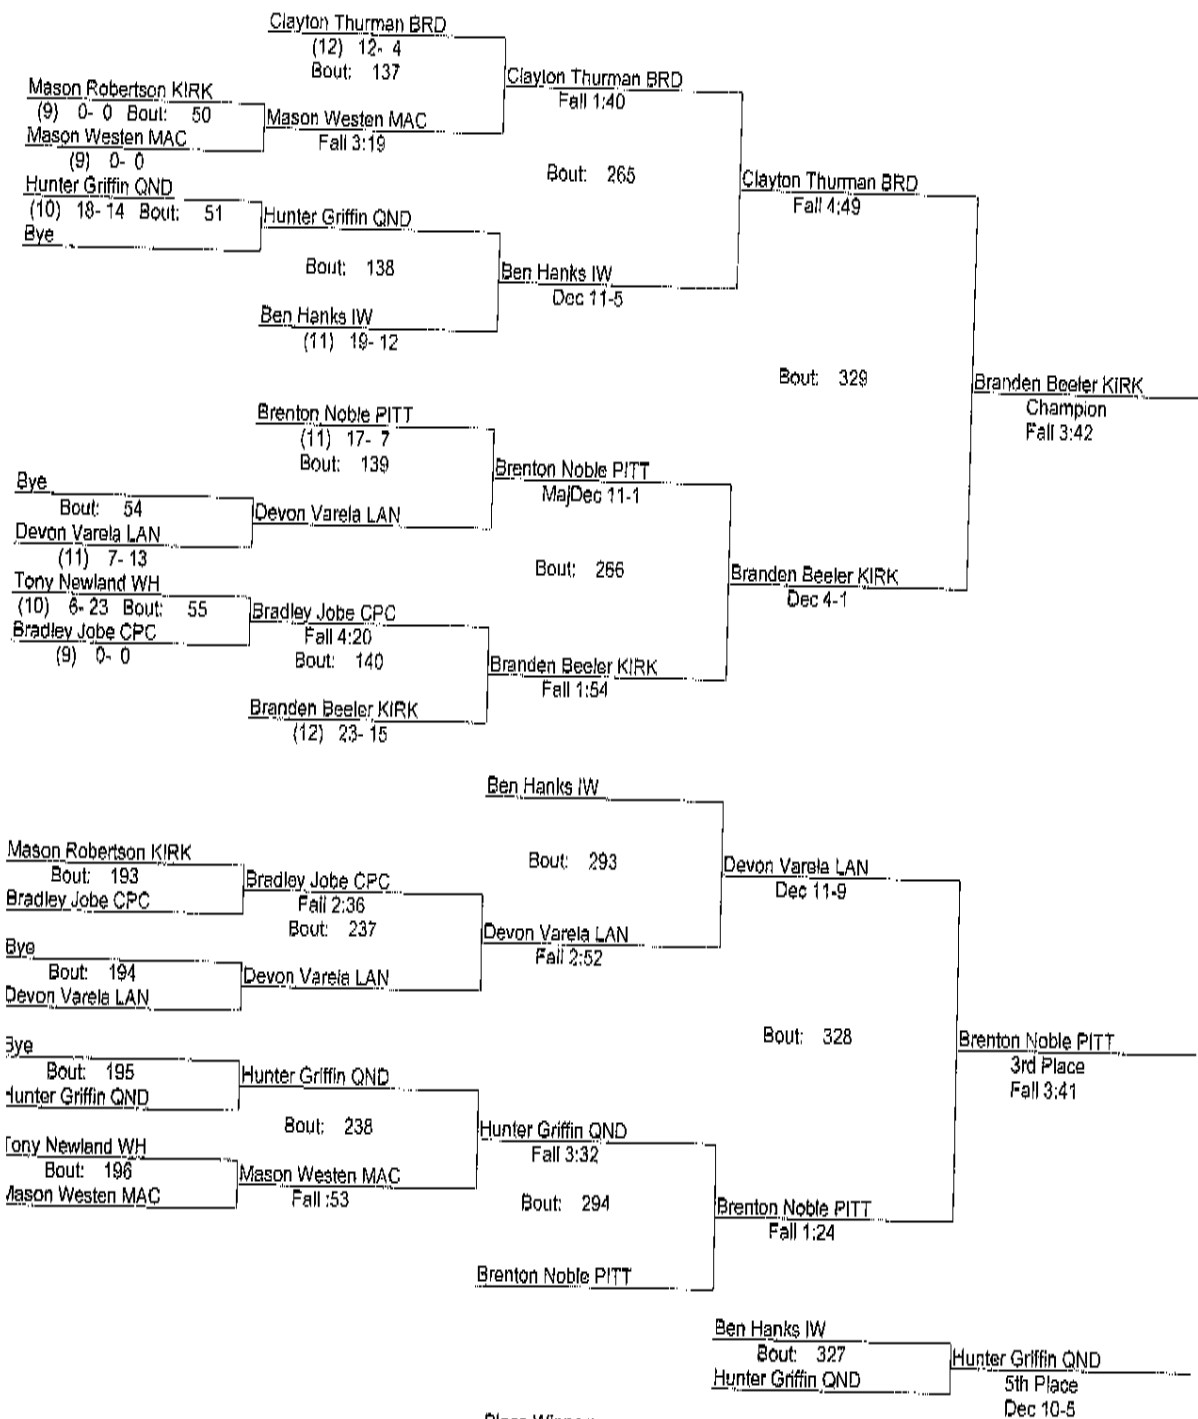 Clayton Thurman BRD
(12) 12- 4
Bout: 137
Clayton Thurman BRD
Fall 1:40
Mason Robertson KIRK
(9) 0- 0 Bout: 50
Mason Westen MAC
Fall 3:19
Mason Westen MAC
(9) 0- 0
Bout: 265
Clayton Thurman BRD
Fall 4:49
Hunter Griffin QND
(10) 18- 14 Bout: 51
Hunter Griffin QND
Bye
Bout: 138
Ben Hanks IW
Dec 11-5
Ben Hanks IW
(11) 19- 12
Bout: 329
Branden Beeler KIRK
Champion
Fall 3:42
Brenton Noble PITT
(11) 17- 7
Bout: 139
Brenton Noble PITT
MajDec 11-1
Bye
Bout: 54
Devon Varela LAN
Devon Varela LAN
(11) 7- 13
Bout: 266
Branden Beeler KIRK
Dec 4-1
Tony Newland WH
(10) 6- 23 Bout: 55
Bradley Jobe CPC
Fall 4:20
Bradley Jobe CPC
(9) 0- 0
Bout: 140
Branden Beeler KIRK
Fall 1:54
Branden Beeler KIRK
(12) 23- 15
Ben Hanks IW
Mason Robertson KIRK
Bout: 193
Bradley Jobe CPC
Bout: 293
Devon Varela LAN
Dec 11-9
Bradley Jobe CPC
Fall 2:36
Bout: 237
Devon Varela LAN
Fall 2:52
Bye
Bout: 194
Devon Varela LAN
Devon Varela LAN
Bout: 328
Brenton Noble PITT
3rd Place
Fall 3:41
Bye
Bout: 195
Hunter Griffin QND
Hunter Griffin QND
Bout: 238
Hunter Griffin QND
Fall 3:32
Tony Newland WH
Bout: 196
Mason Westen MAC
Mason Westen MAC
Fall :53
Bout: 294
Brenton Noble PITT
Fall 1:24
Brenton Noble PITT
Ben Hanks IW
Bout: 327
Hunter Griffin QND
Hunter Griffin QND
5th Place
Dec 10-5